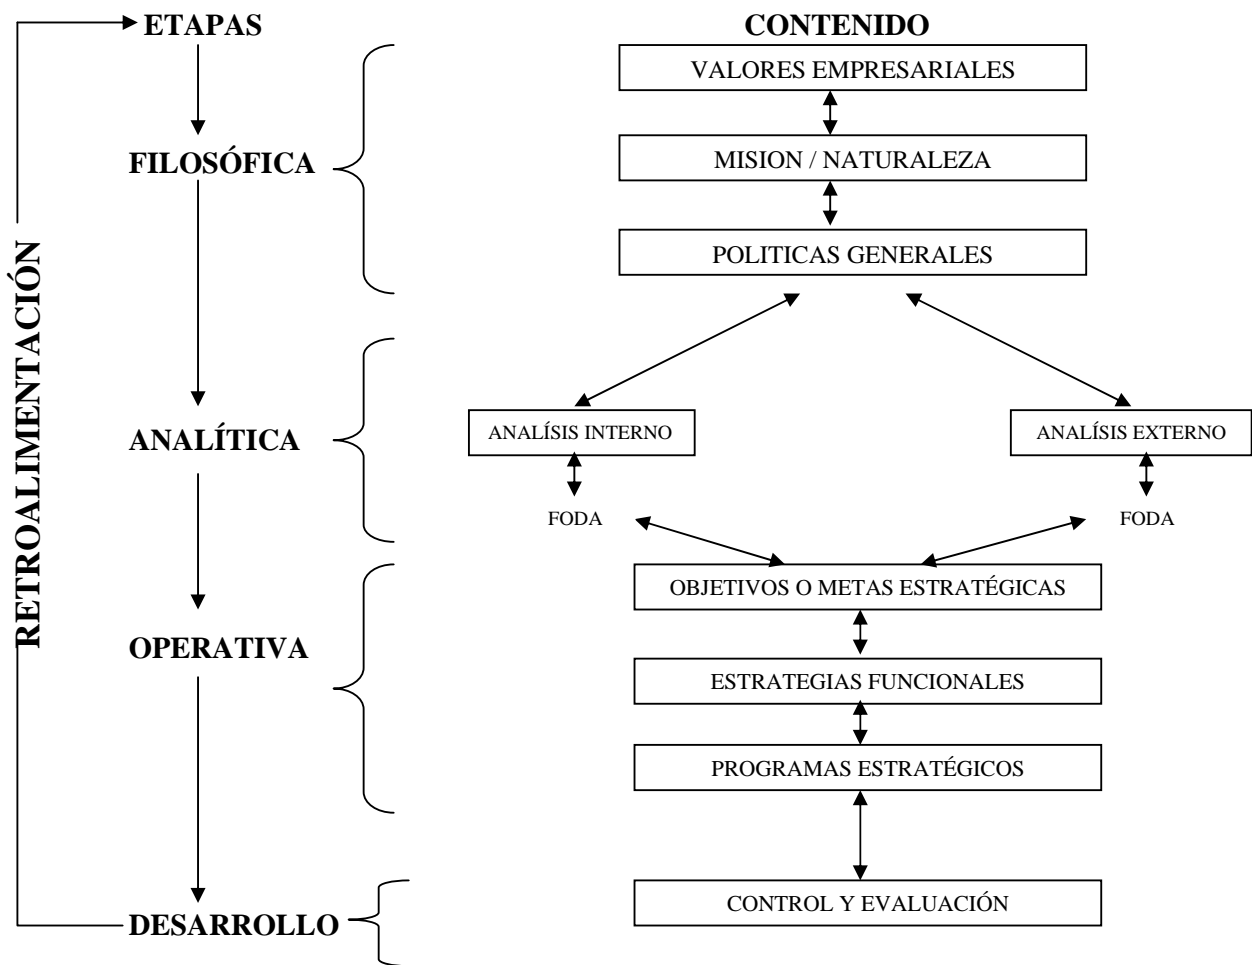 ETAPAS
CONTENIDO
VALORES EMPRESARIALES
FILOSÓFICA
MISION / NATURALEZA
POLITICAS GENERALES
RETROALIMENTACIÓN
ANALÍTICA
ANALÍSIS INTERNO
ANALÍSIS EXTERNO
FODA
FODA
OBJETIVOS O METAS ESTRATÉGICAS
OPERATIVA
ESTRATEGIAS FUNCIONALES
PROGRAMAS ESTRATÉGICOS
CONTROL Y EVALUACIÓN
DESARROLLO